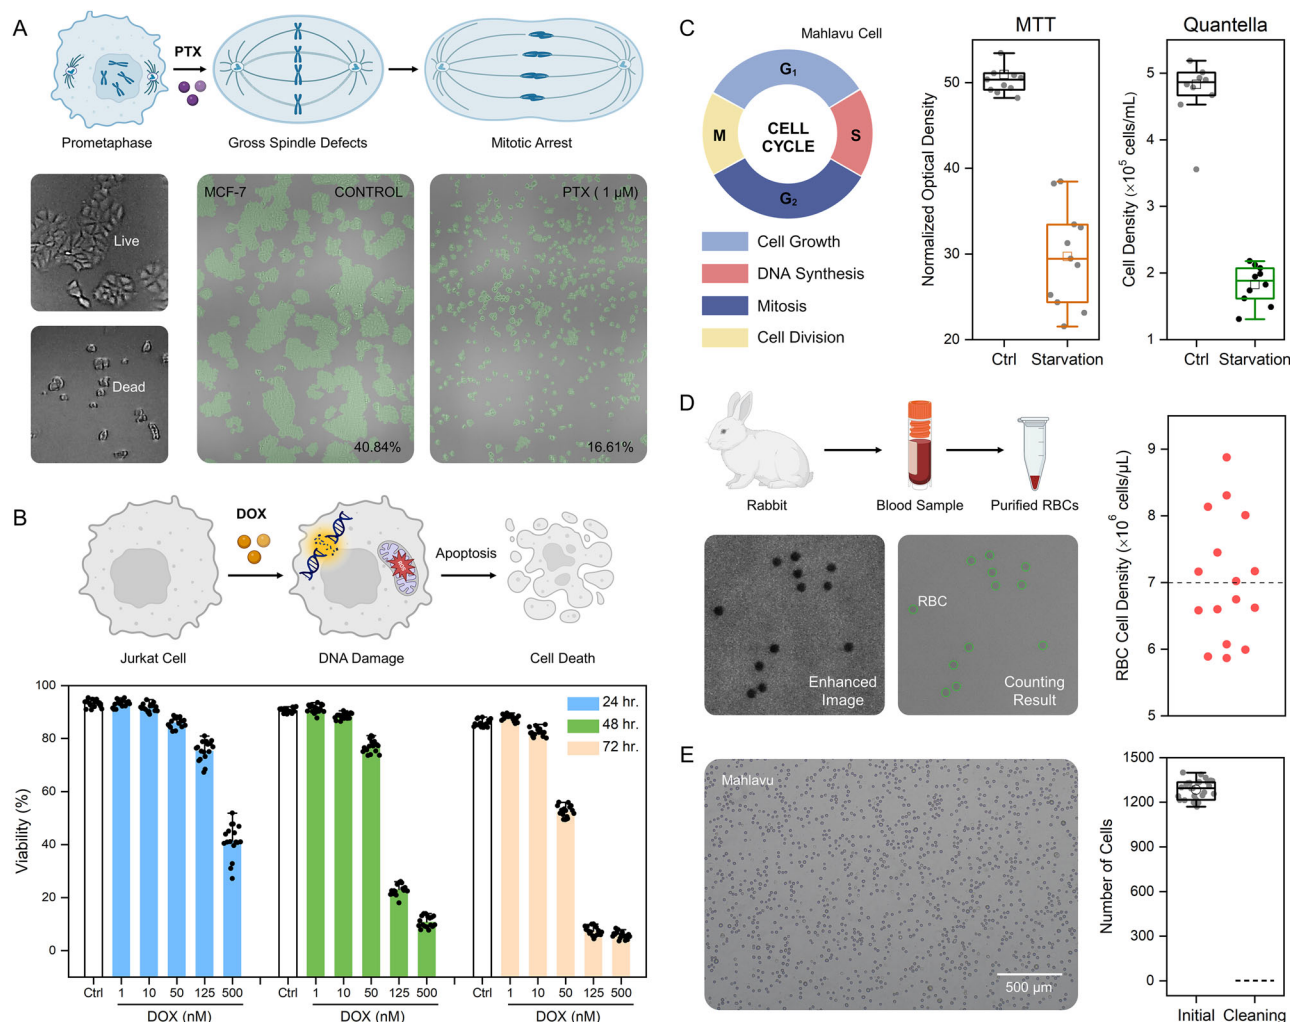 A
PTX
Prometaphase
Gross Spindle Defects
Mitotic Arrest
Live
Dead
MCF-7
CONTROL
40.84%
PTX ( 1 µM)
16.61%
B
DOX
ROS
Apoptosis
Jurkat Cell
DNA Damage
Cell Death
Viability (%)
100
80
60
40
20
0
24 hr.
48 hr.
72 hr.
Ctrl 1 10 50 125 500 Ctrl 1 10 50 125 500 Ctrl 1 10 50 125 500
DOX (nM) DOX (nM) DOX (nM)
C
Mahlavu Cell
G1
M
CELL
CYCLE
S
G2
Cell Growth
DNA Synthesis
Mitosis
Cell Division
MTT
Normalized Optical Density
50
40
30
20
Ctrl Starvation
Quantella
Cell Density (×10⁵ cells/mL)
5
4
3
2
1
Ctrl Starvation
D
Rabbit
Blood Sample
Purified RBCs
Enhanced
Image
RBC
Counting
Result
RBC Cell Density (×10⁶ cells/µL)
9
8
7
6
5
E
Mahlavu
500 µm
Number of Cells
1500
1200
900
600
300
0
Initial Cleaning